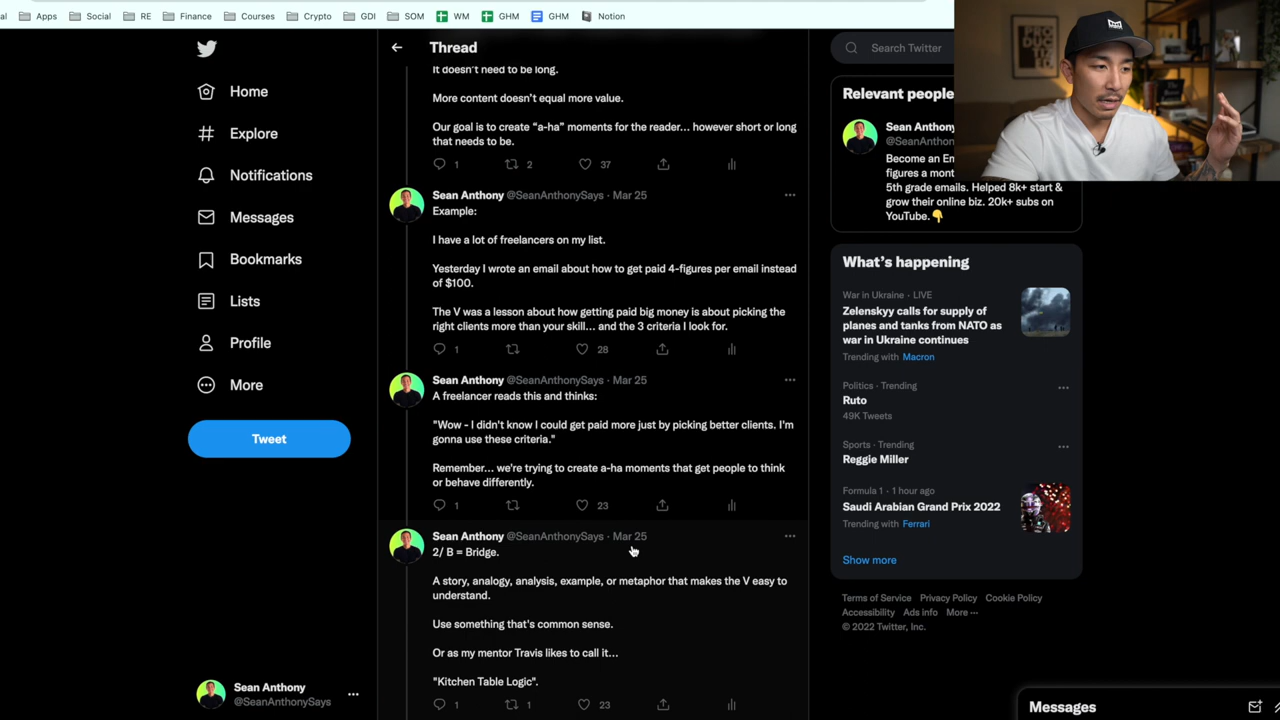 al
Apps
Social
RE
Finance
Courses
Crypto
GDI
SOM
WM
GHM
GHM
Notion
Home
Explore
Notifications
Messages
Bookmarks
Lists
Profile
More
Tweet
Sean Anthony
@SeanAnthonySays
Thread
It doesn't need to be long.
More content doesn't equal more value.
Our goal is to create “a-ha” moments for the reader... however short or long
that needs to be.
1
2
37
Sean Anthony @SeanAnthonySays · Mar 25
Example:
I have a lot of freelancers on my list.
Yesterday I wrote an email about how to get paid 4-figures per email instead
of $100.
The V was a lesson about how getting paid big money is about picking the
right clients more than your skill... and the 3 criteria I look for.
1
28
Sean Anthony @SeanAnthonySays · Mar 25
A freelancer reads this and thinks:
"Wow - I didn't know I could get paid more just by picking better clients. I'm
gonna use these criteria."
Remember... we're trying to create a-ha moments that get people to think
or behave differently.
1
23
Sean Anthony @SeanAnthonySays · Mar 25
2/ B = Bridge.
A story, analogy, analysis, example, or metaphor that makes the V easy to
understand.
Use something that's common sense.
Or as my mentor Travis likes to call it...
"Kitchen Table Logic".
1
1
23
Search Twitter
Relevant people
Sean Anthony
@SeanAnthony
Become an Em
figures a mont
5th grade emails. Helped 8k+ start &
grow their online biz. 20k+ subs on
YouTube.
What's happening
War in Ukraine · LIVE
Zelenskyy calls for supply of
planes and tanks from NATO as
war in Ukraine continues
Trending with Macron
Politics · Trending
Ruto
49K Tweets
Sports · Trending
Reggie Miller
Formula 1 · 1 hour ago
Saudi Arabian Grand Prix 2022
Trending with Ferrari
Show more
Terms of Service Privacy Policy Cookie Policy
Accessibility Ads info More ···
© 2022 Twitter, Inc.
Messages